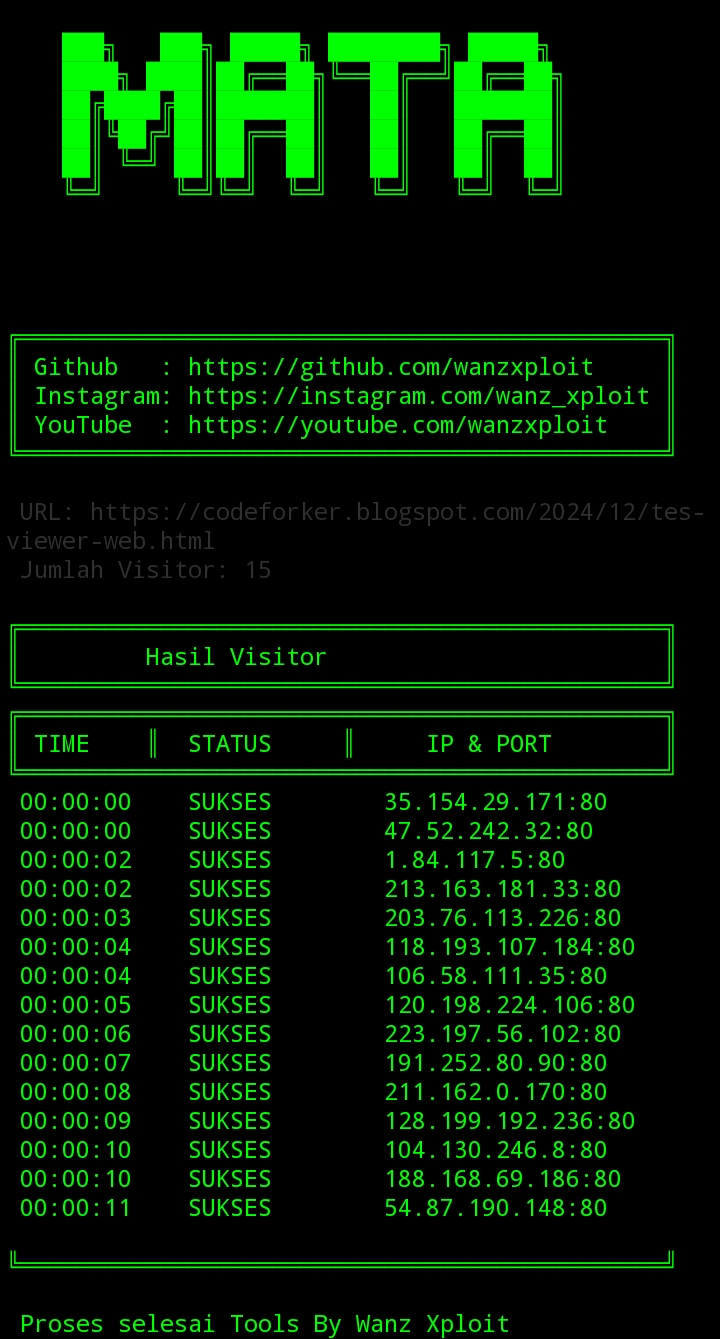 MATA
Github : https://github.com/wanzxploit
Instagram: https://instagram.com/wanz_xploit
YouTube : https://youtube.com/wanzxploit
URL: https://codeforker.blogspot.com/2024/12/tes-
viewer-web.html
Jumlah Visitor: 15
Hasil Visitor
TIME ║ STATUS ║ IP & PORT
00:00:00 SUKSES 35.154.29.171:80
00:00:00 SUKSES 47.52.242.32:80
00:00:02 SUKSES 1.84.117.5:80
00:00:02 SUKSES 213.163.181.33:80
00:00:03 SUKSES 203.76.113.226:80
00:00:04 SUKSES 118.193.107.184:80
00:00:04 SUKSES 106.58.111.35:80
00:00:05 SUKSES 120.198.224.106:80
00:00:06 SUKSES 223.197.56.102:80
00:00:07 SUKSES 191.252.80.90:80
00:00:08 SUKSES 211.162.0.170:80
00:00:09 SUKSES 128.199.192.236:80
00:00:10 SUKSES 104.130.246.8:80
00:00:10 SUKSES 188.168.69.186:80
00:00:11 SUKSES 54.87.190.148:80
Proses selesai Tools By Wanz Xploit